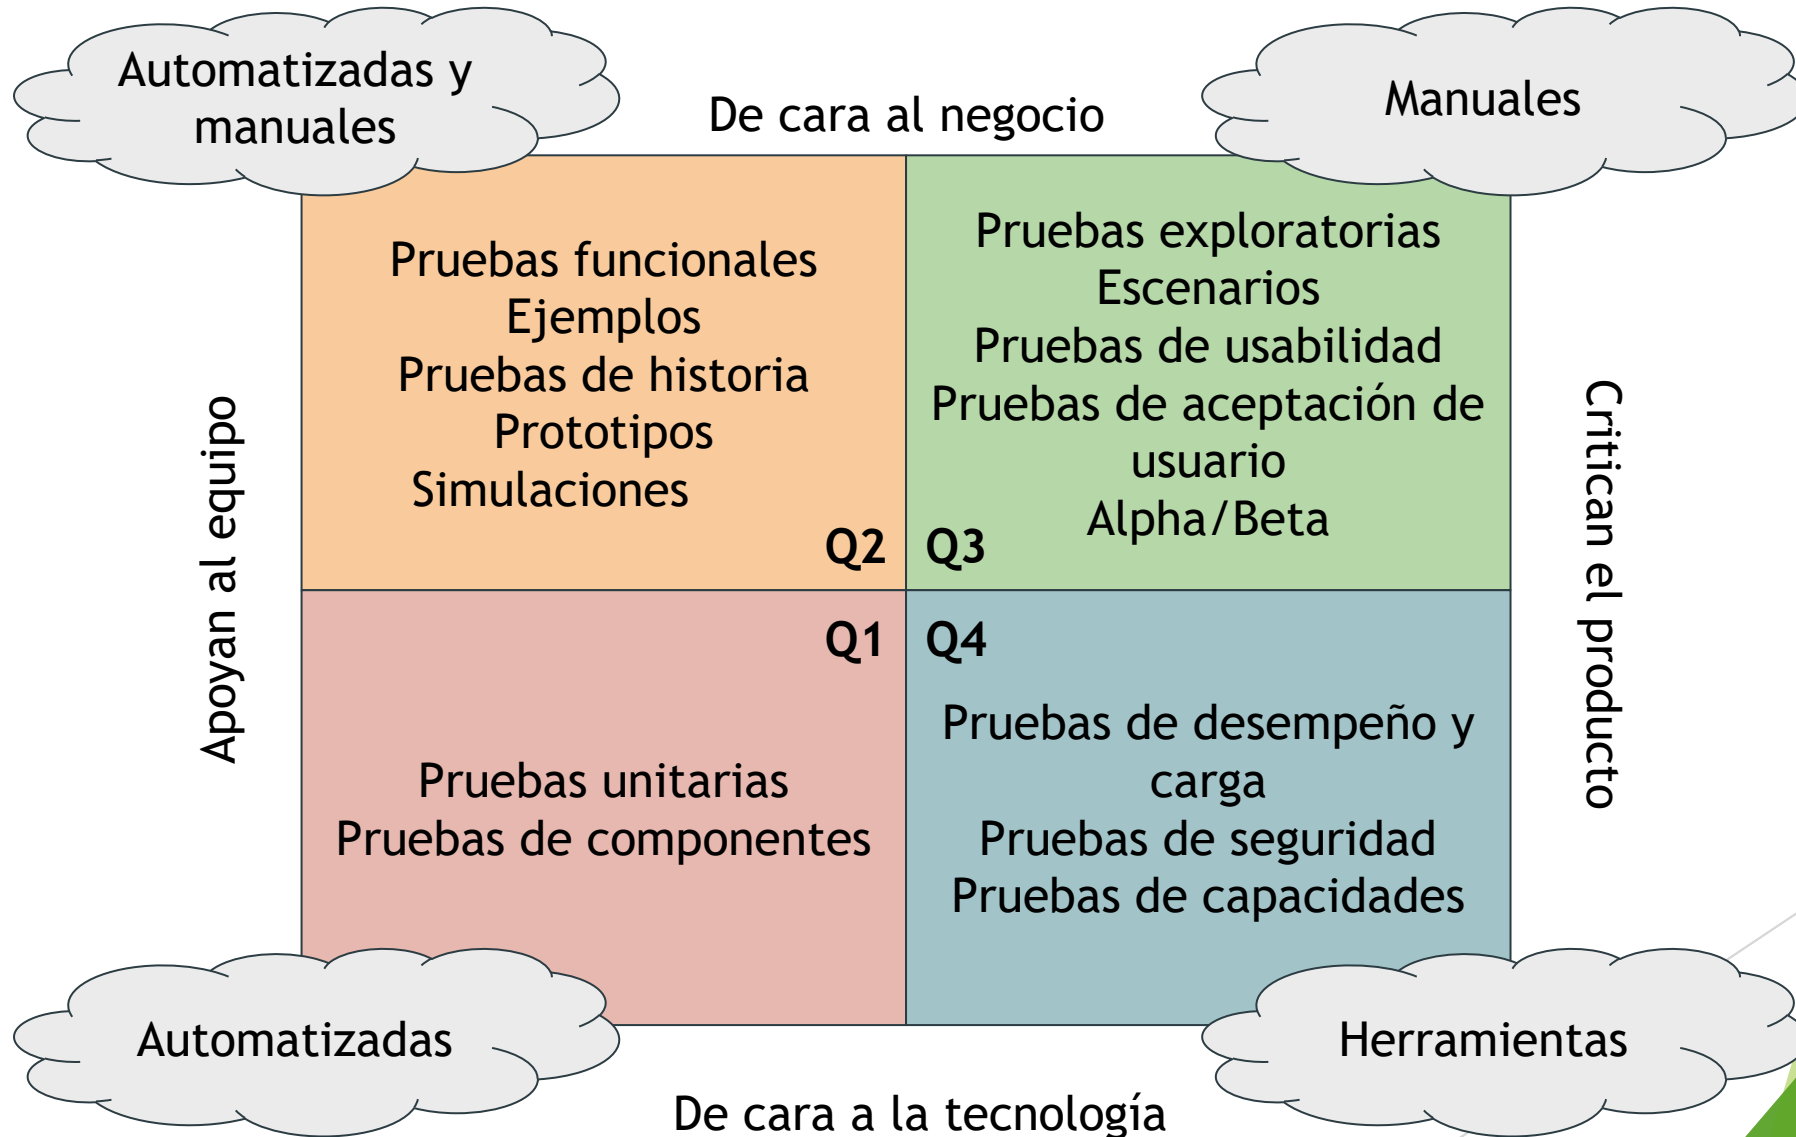 Automatizadas y
manuales
De cara al negocio
Manuales
Pruebas funcionales
Ejemplos
Pruebas de historia
Prototipos
Simulaciones
Q2
Pruebas exploratorias
Escenarios
Pruebas de usabilidad
Pruebas de aceptación de
usuario
Alpha/Beta
Q3
Apoyan al equipo
Critican el producto
Q1
Pruebas unitarias
Pruebas de componentes
Q4
Pruebas de desempeño y
carga
Pruebas de seguridad
Pruebas de capacidades
Automatizadas
Herramientas
De cara a la tecnología